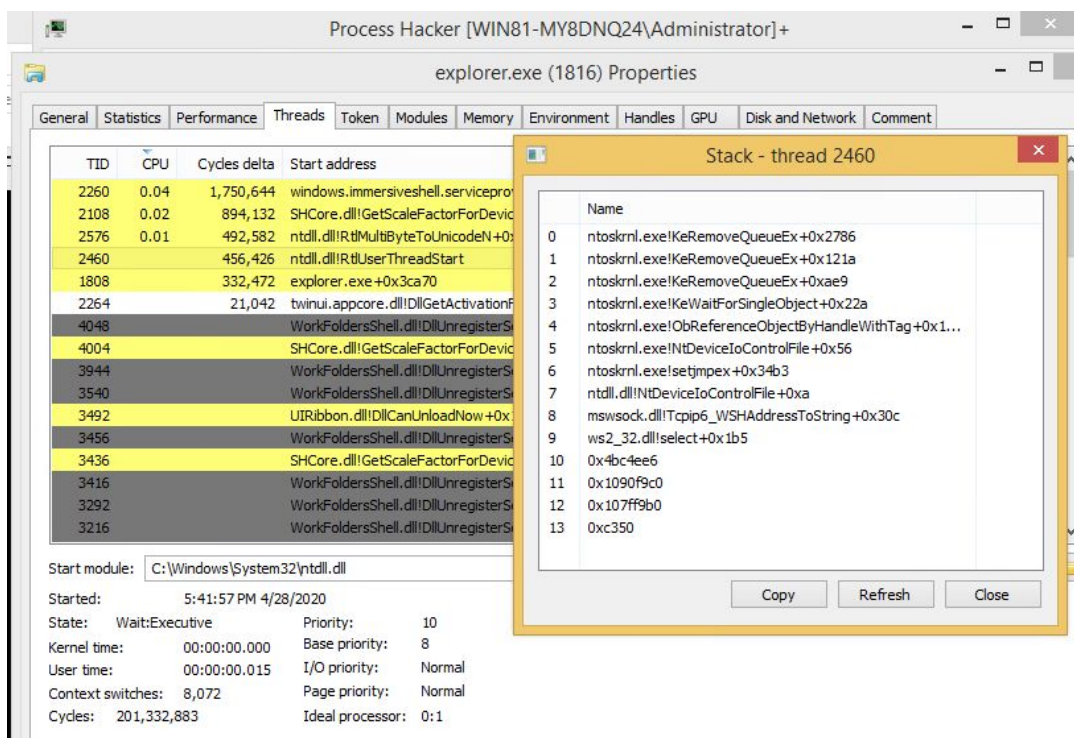 Process Hacker [WIN81-MY8DNQ24\Administrator]+
explorer.exe (1816) Properties
General Statistics Performance Threads Token Modules Memory Environment Handles GPU Disk and Network Comment
TID CPU Cycles delta Start address
2260 0.04 1,750,644 windows.immersiveshell.servicepro
2108 0.02 894,132 SHCore.dll!GetScaleFactorForDevic
2576 0.01 492,582 ntdll.dll!RtlMultiByteToUnicodeN+0
2460 456,426 ntdll.dll!RtlUserThreadStart
1808 332,472 explorer.exe+0x3ca70
2264 21,042 twinui.appcore.dll!DllGetActivationF
4048 WorkFoldersShell.dll!DllUnregisterSe
4004 SHCore.dll!GetScaleFactorForDevic
3944 WorkFoldersShell.dll!DllUnregisterSe
3540 WorkFoldersShell.dll!DllUnregisterSe
3492 UIRibbon.dll!DllCanUnloadNow+0x
3456 WorkFoldersShell.dll!DllUnregisterSe
3436 SHCore.dll!GetScaleFactorForDevic
3416 WorkFoldersShell.dll!DllUnregisterSe
3292 WorkFoldersShell.dll!DllUnregisterSe
3216 WorkFoldersShell.dll!DllUnregisterSe
Start module: C:\Windows\System32\ntdll.dll
Started: 5:41:57 PM 4/28/2020
State: Wait:Executive Priority: 10
Kernel time: 00:00:00.000 Base priority: 8
User time: 00:00:00.015 I/O priority: Normal
Context switches: 8,072 Page priority: Normal
Cycles: 201,332,883 Ideal processor: 0:1
Stack - thread 2460
Name
0 ntoskrnl.exe!KeRemoveQueueEx+0x2786
1 ntoskrnl.exe!KeRemoveQueueEx+0x121a
2 ntoskrnl.exe!KeRemoveQueueEx+0xae9
3 ntoskrnl.exe!KeWaitForSingleObject+0x22a
4 ntoskrnl.exe!ObReferenceObjectByHandleWithTag+0x1...
5 ntoskrnl.exe!NtDeviceIoControlFile+0x56
6 ntoskrnl.exe!setjmpex+0x34b3
7 ntdll.dll!NtDeviceIoControlFile+0xa
8 mswsock.dll!Tcpip6_WSHAddressToString+0x30c
9 ws2_32.dll!select+0x1b5
10 0x4bc4ee6
11 0x1090f9c0
12 0x107ff9b0
13 0xc350
Copy Refresh Close